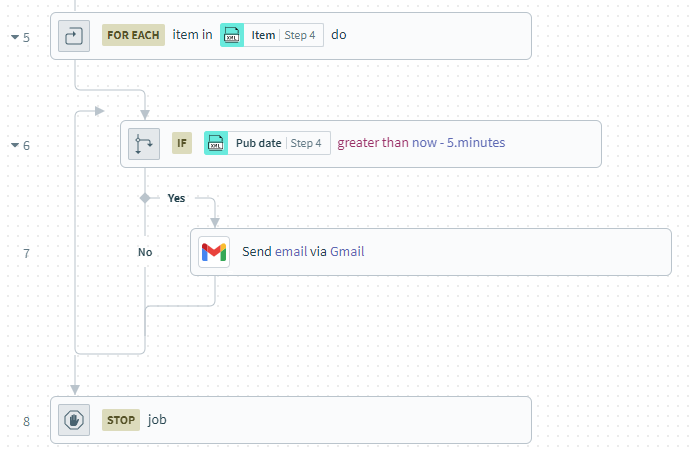 5 FOR EACH item in XML Item Step 4 do
6 IF XML Pub date Step 4 greater than now - 5.minutes
Yes
7 No Send email via Gmail
8 STOP job